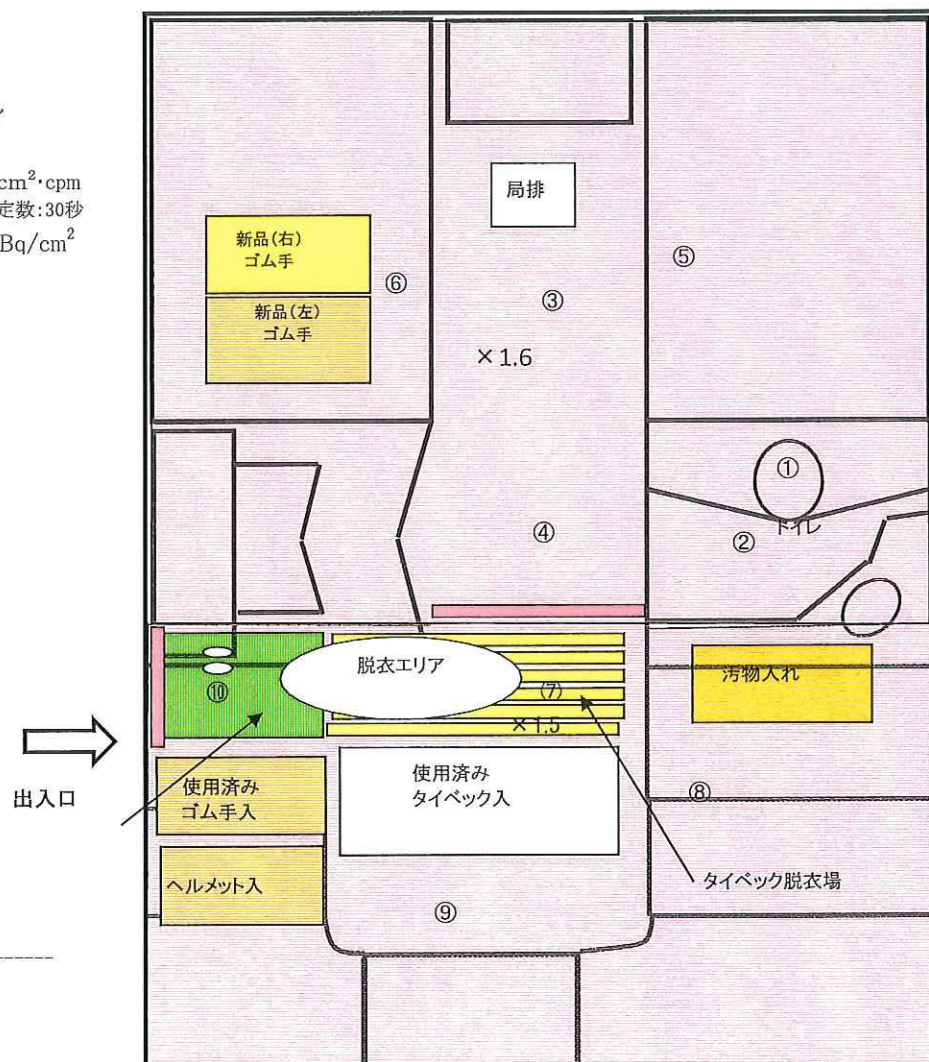 cm²・cpm
定数:30秒
Bq/cm²
局排
新品(右)
ゴム手
新品(左)
ゴム手
⑥
③
⑤
×1.6
①
トイレ
②
④
脱衣エリア
⑩
(7)
×1.5
汚物入れ
出入口
使用済み
ゴム手入
使用済み
タイベック入
⑧
ヘルメット入
タイベック脱衣場
⑨